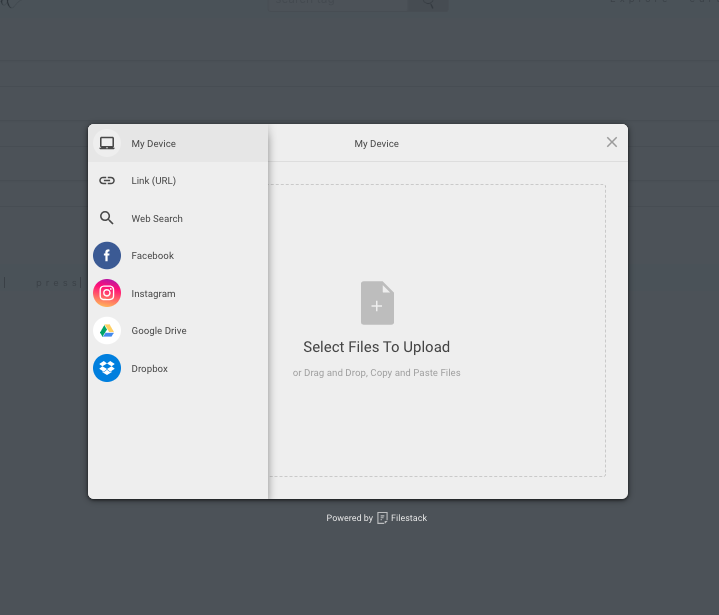 My Device
Link (URL)
Web Search
Facebook
Instagram
Google Drive
Dropbox
My Device
Select Files To Upload
or Drag and Drop, Copy and Paste Files
press
Powered by Filestack